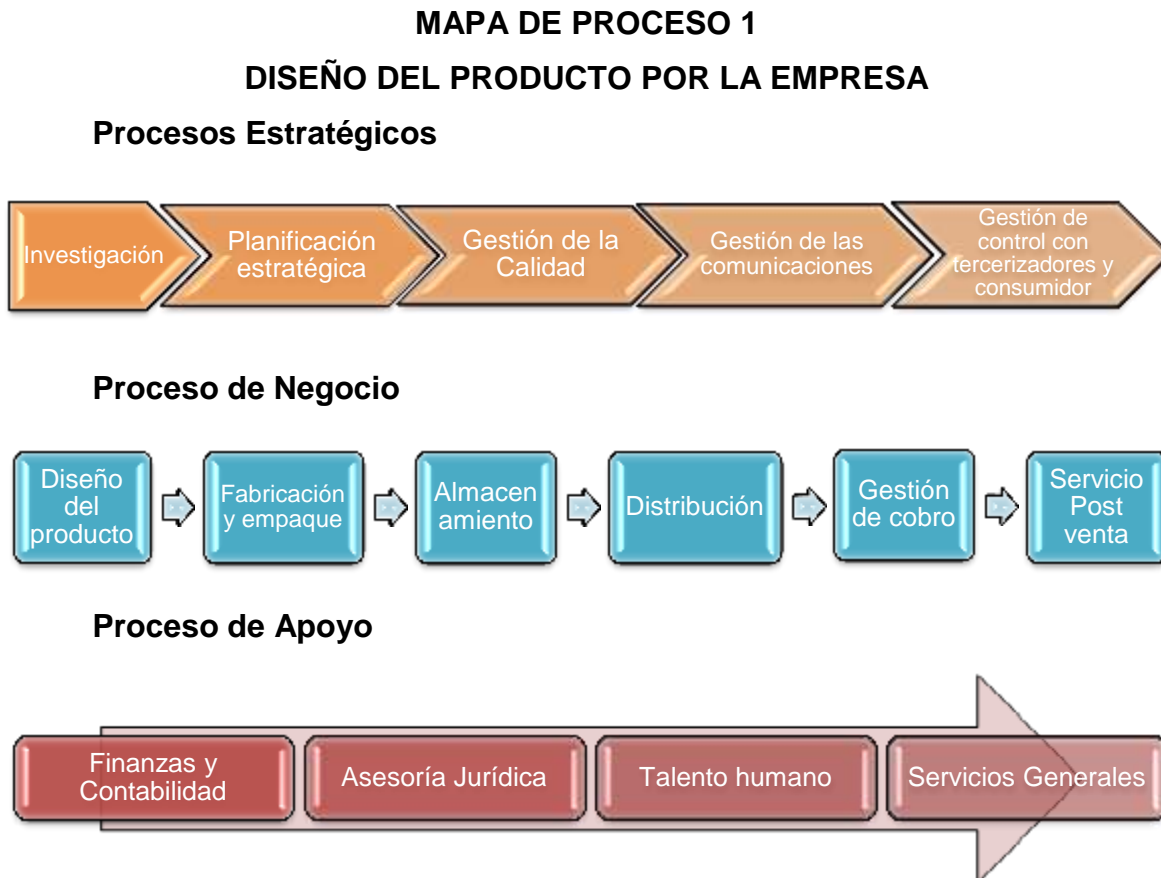 MAPA DE PROCESO 1
DISEÑO DEL PRODUCTO POR LA EMPRESA
Procesos Estratégicos
Investigación
Planificación
estratégica
Gestión de la
Calidad
Gestión de las
comunicaciones
Gestión de
control con
tercerizadores y
consumidor
Proceso de Negocio
Diseño
del
producto
Fabricación
y empaque
Almacen
amiento
Distribución
Gestión
de cobro
Servicio
Post
venta
Proceso de Apoyo
Finanzas y
Contabilidad
Asesoría Jurídica
Talento humano
Servicios Generales